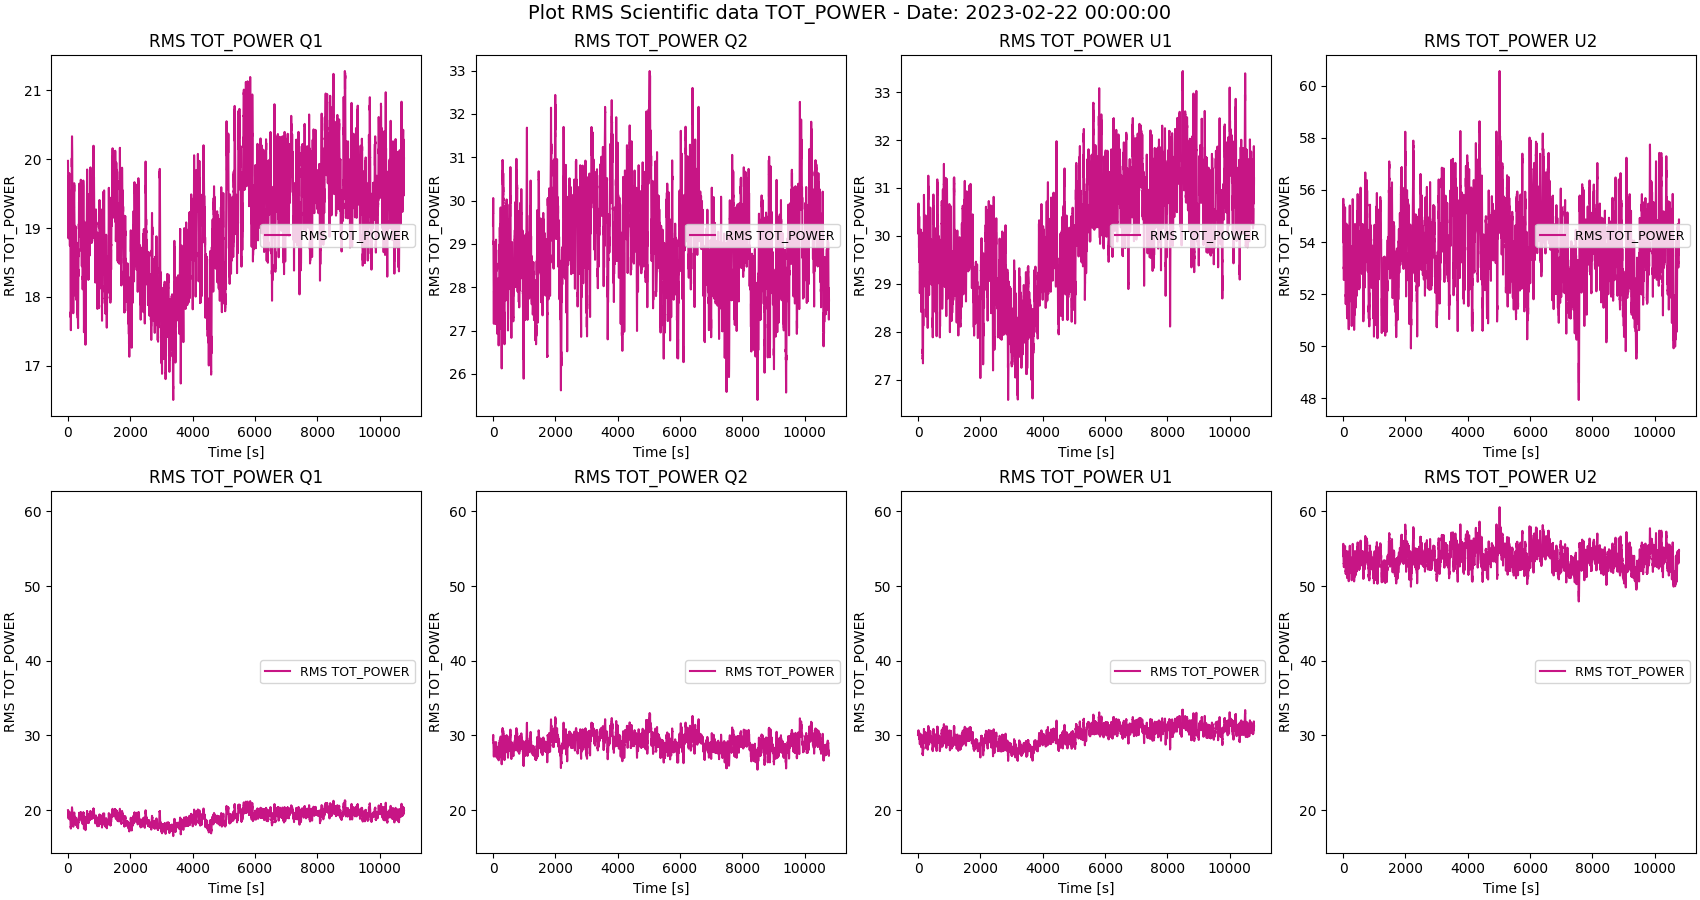 Plot RMS Scientific data TOT_POWER - Date: 2023-02-22 00:00:00
RMS TOT_POWER Q1
RMS TOT_POWER
21
20
19
18
17
RMS TOT_POWER
0 2000 4000 6000 8000 10000
Time [s]
RMS TOT_POWER Q2
RMS TOT_POWER
33
32
31
30
29
28
27
26
RMS TOT_POWER
0 2000 4000 6000 8000 10000
Time [s]
RMS TOT_POWER U1
RMS TOT_POWER
33
32
31
30
29
28
27
RMS TOT_POWER
0 2000 4000 6000 8000 10000
Time [s]
RMS TOT_POWER U2
RMS TOT_POWER
60
58
56
54
52
50
48
RMS TOT_POWER
0 2000 4000 6000 8000 10000
Time [s]
RMS TOT_POWER Q1
RMS TOT_POWER
60
50
40
30
20
RMS TOT_POWER
0 2000 4000 6000 8000 10000
Time [s]
RMS TOT_POWER Q2
RMS TOT_POWER
60
50
40
30
20
RMS TOT_POWER
0 2000 4000 6000 8000 10000
Time [s]
RMS TOT_POWER U1
RMS TOT_POWER
60
50
40
30
20
RMS TOT_POWER
0 2000 4000 6000 8000 10000
Time [s]
RMS TOT_POWER U2
RMS TOT_POWER
60
50
40
30
20
RMS TOT_POWER
0 2000 4000 6000 8000 10000
Time [s]